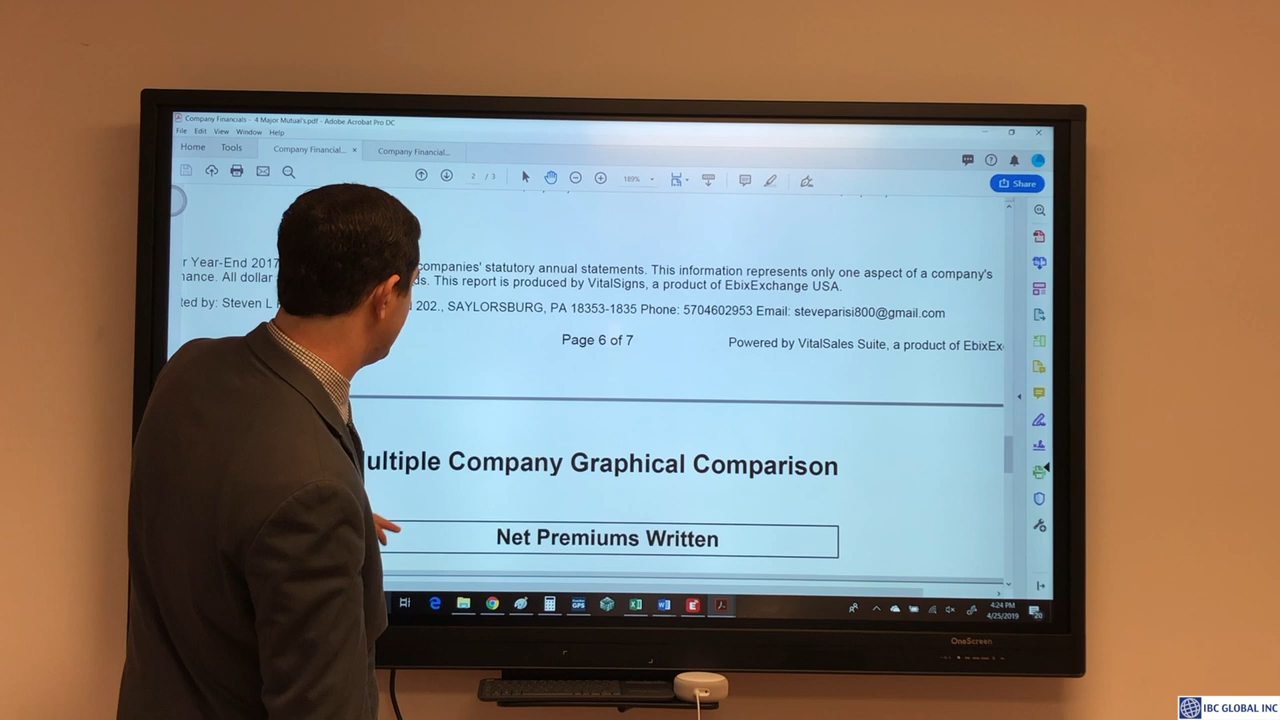 Company Financials - 4 Major Mutual's.pdf - Adobe Acrobat Pro DC
File Edit View Window Help
Home Tools Company Financial... × Company Financial...
2 / 3 189% Share
r Year-End 2017 companies' statutory annual statements. This information represents only one aspect of a company's
nance. All dollar ds. This report is produced by VitalSigns, a product of EbixExchange USA.
ted by: Steven L 202., SAYLORSBURG, PA 18353-1835 Phone: 5704602953 Email: steveparisi800@gmail.com
Page 6 of 7
Powered by VitalSales Suite, a product of EbixEx
ultiple Company Graphical Comparison
Net Premiums Written
4:24 PM
4/25/2019
20
OneScreen
IBC GLOBAL INC